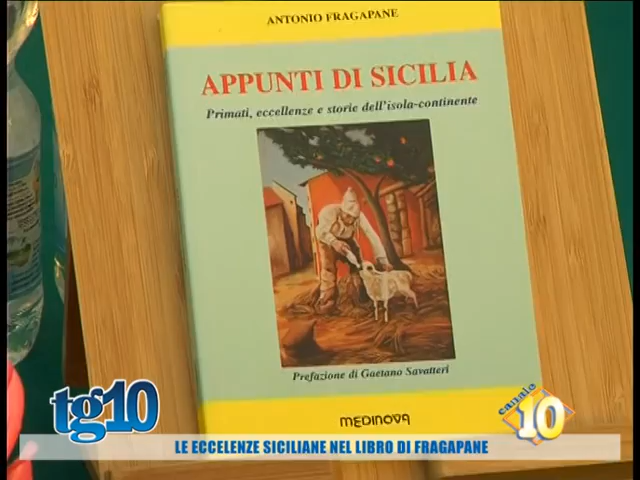 ANTONIO FRAGAPANE
APPUNTI DI SICILIA
Primati, eccellenze e storie dell'isola-continente
Prefazione di Gaetano Savatteri
MEDINOVA
tg10
canale
10
LE ECCELENZE SICILIANE NEL LIBRO DI FRAGAPANE